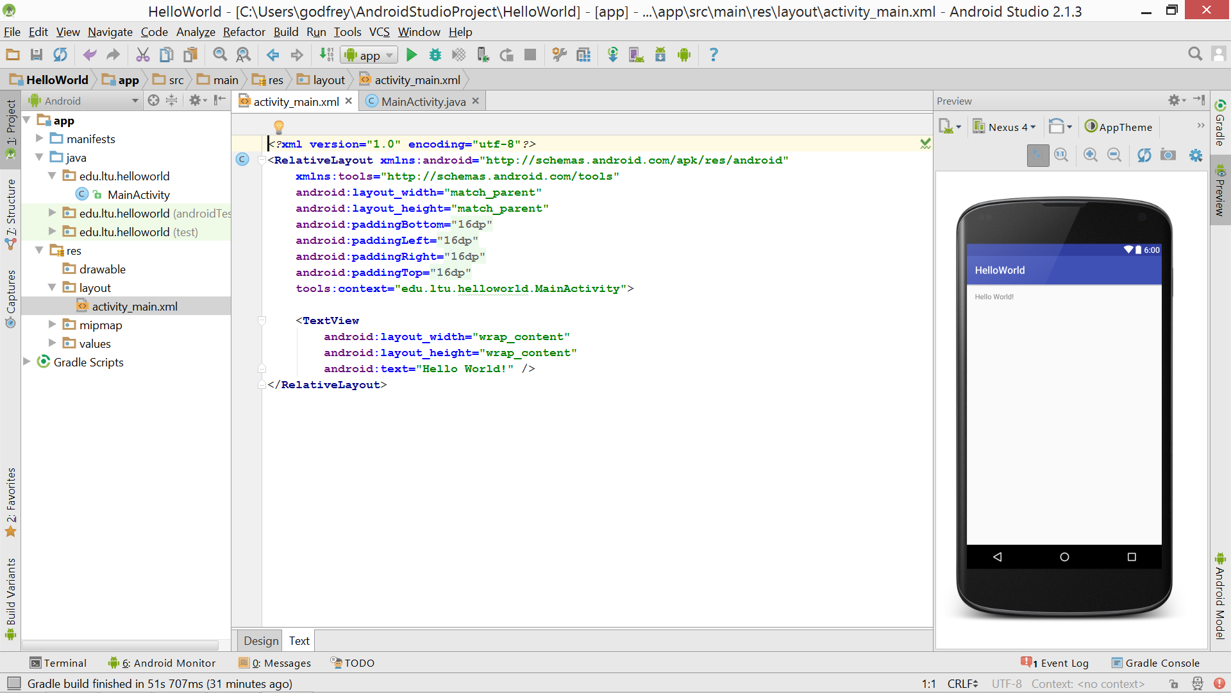 HelloWorld - [C:\Users\godfrey\AndroidStudioProject\HelloWorld] - [app] - ...\app\src\main\res\layout\activity_main.xml - Android Studio 2.1.3
File Edit View Navigate Code Analyze Refactor Build Run Tools VCS Window Help
app
HelloWorld app src main res layout activity_main.xml
1: Project
Z: Structure
Captures
2: Favorites
Build Variants
Android
app
manifests
java
edu.ltu.helloworld
MainActivity
edu.ltu.helloworld (androidTes
edu.ltu.helloworld (test)
res
drawable
layout
activity_main.xml
mipmap
values
Gradle Scripts
activity_main.xml MainActivity.java
<?xml version="1.0" encoding="utf-8"?>
<RelativeLayout xmlns:android="http://schemas.android.com/apk/res/android"
xmlns:tools="http://schemas.android.com/tools"
android:layout_width="match_parent"
android:layout_height="match_parent"
android:paddingBottom="16dp"
android:paddingLeft="16dp"
android:paddingRight="16dp"
android:paddingTop="16dp"
tools:context="edu.ltu.helloworld.MainActivity">
<TextView
android:layout_width="wrap_content"
android:layout_height="wrap_content"
android:text="Hello World!" />
</RelativeLayout>
Design Text
Preview
Nexus 4 AppTheme
6:00
HelloWorld
Hello World!
Gradle
Preview
Android Model
Terminal 6: Android Monitor 0: Messages TODO 1 Event Log Gradle Console
Gradle build finished in 51s 707ms (31 minutes ago) 1:1 CRLF UTF-8 Context: <no context>